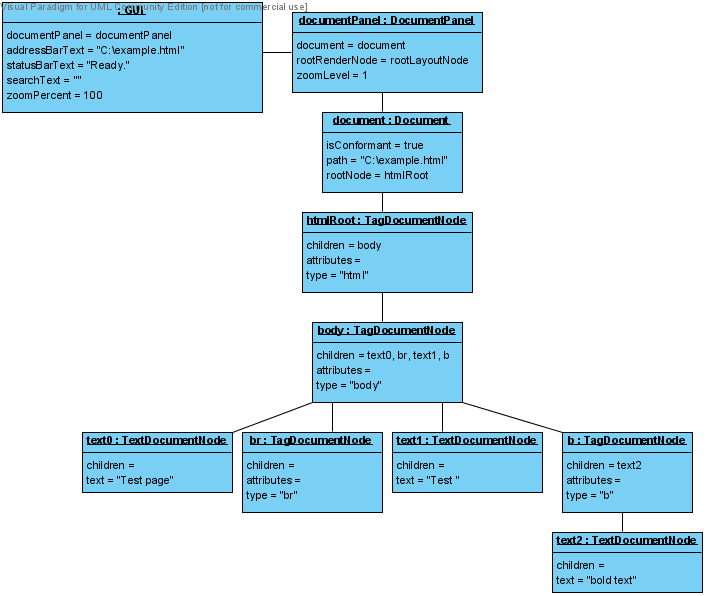 Visual Paradigm for UML Community Edition [not for commercial use]
: GUI
documentPanel = documentPanel
addressBarText = "C:\example.html"
statusBarText = "Ready."
searchText = ""
zoomPercent = 100
documentPanel : DocumentPanel
document = document
rootRenderNode = rootLayoutNode
zoomLevel = 1
document : Document
isConformant = true
path = "C:\example.html"
rootNode = htmlRoot
htmlRoot : TagDocumentNode
children = body
attributes =
type = "html"
body : TagDocumentNode
children = text0, br, text1, b
attributes =
type = "body"
text0 : TextDocumentNode
children =
text = "Test page"
br : TagDocumentNode
children =
attributes =
type = "br"
text1 : TextDocumentNode
children =
text = "Test "
b : TagDocumentNode
children = text2
attributes =
type = "b"
text2 : TextDocumentNode
children =
text = "bold text"